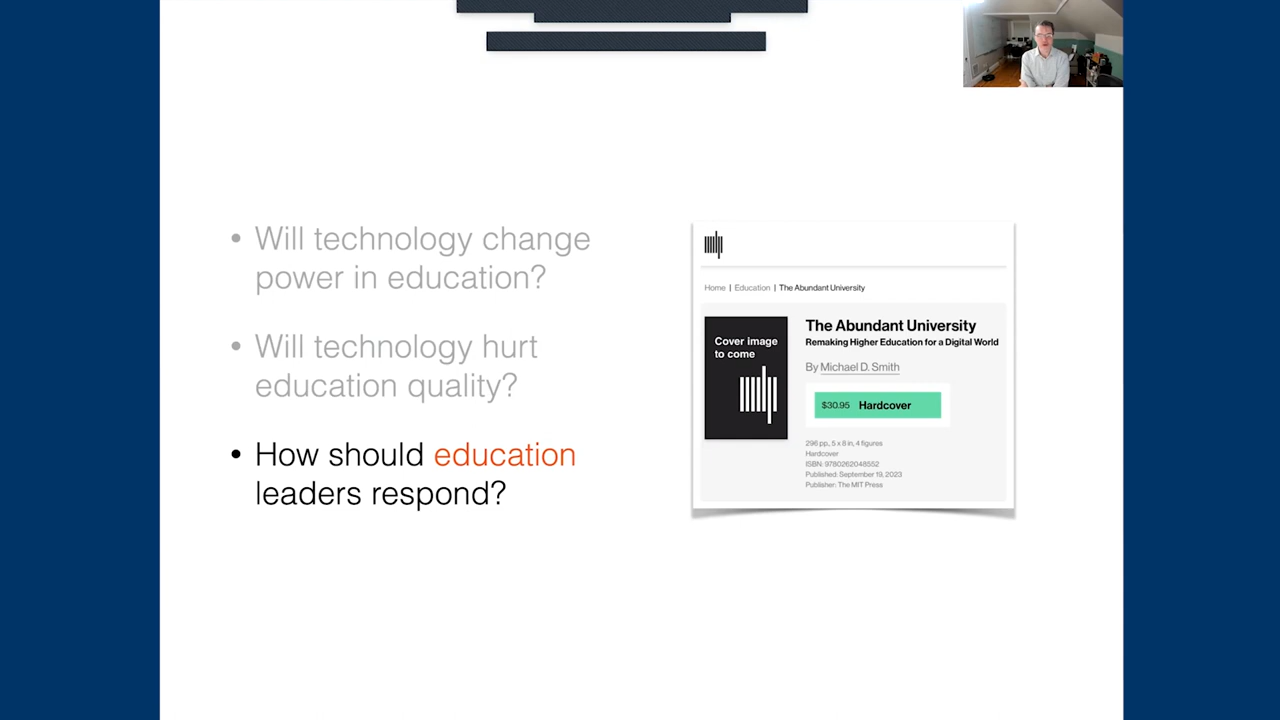 • Will technology change
power in education?
• Will technology hurt
education quality?
• How should education
leaders respond?
Home | Education | The Abundant University
Cover image
to come
The Abundant University
Remaking Higher Education for a Digital World
By Michael D. Smith
$30.95 Hardcover
296 pp., 5 x 8 in, 4 figures
Hardcover
ISBN: 9780262048552
Published: September 19, 2023
Publisher: The MIT Press